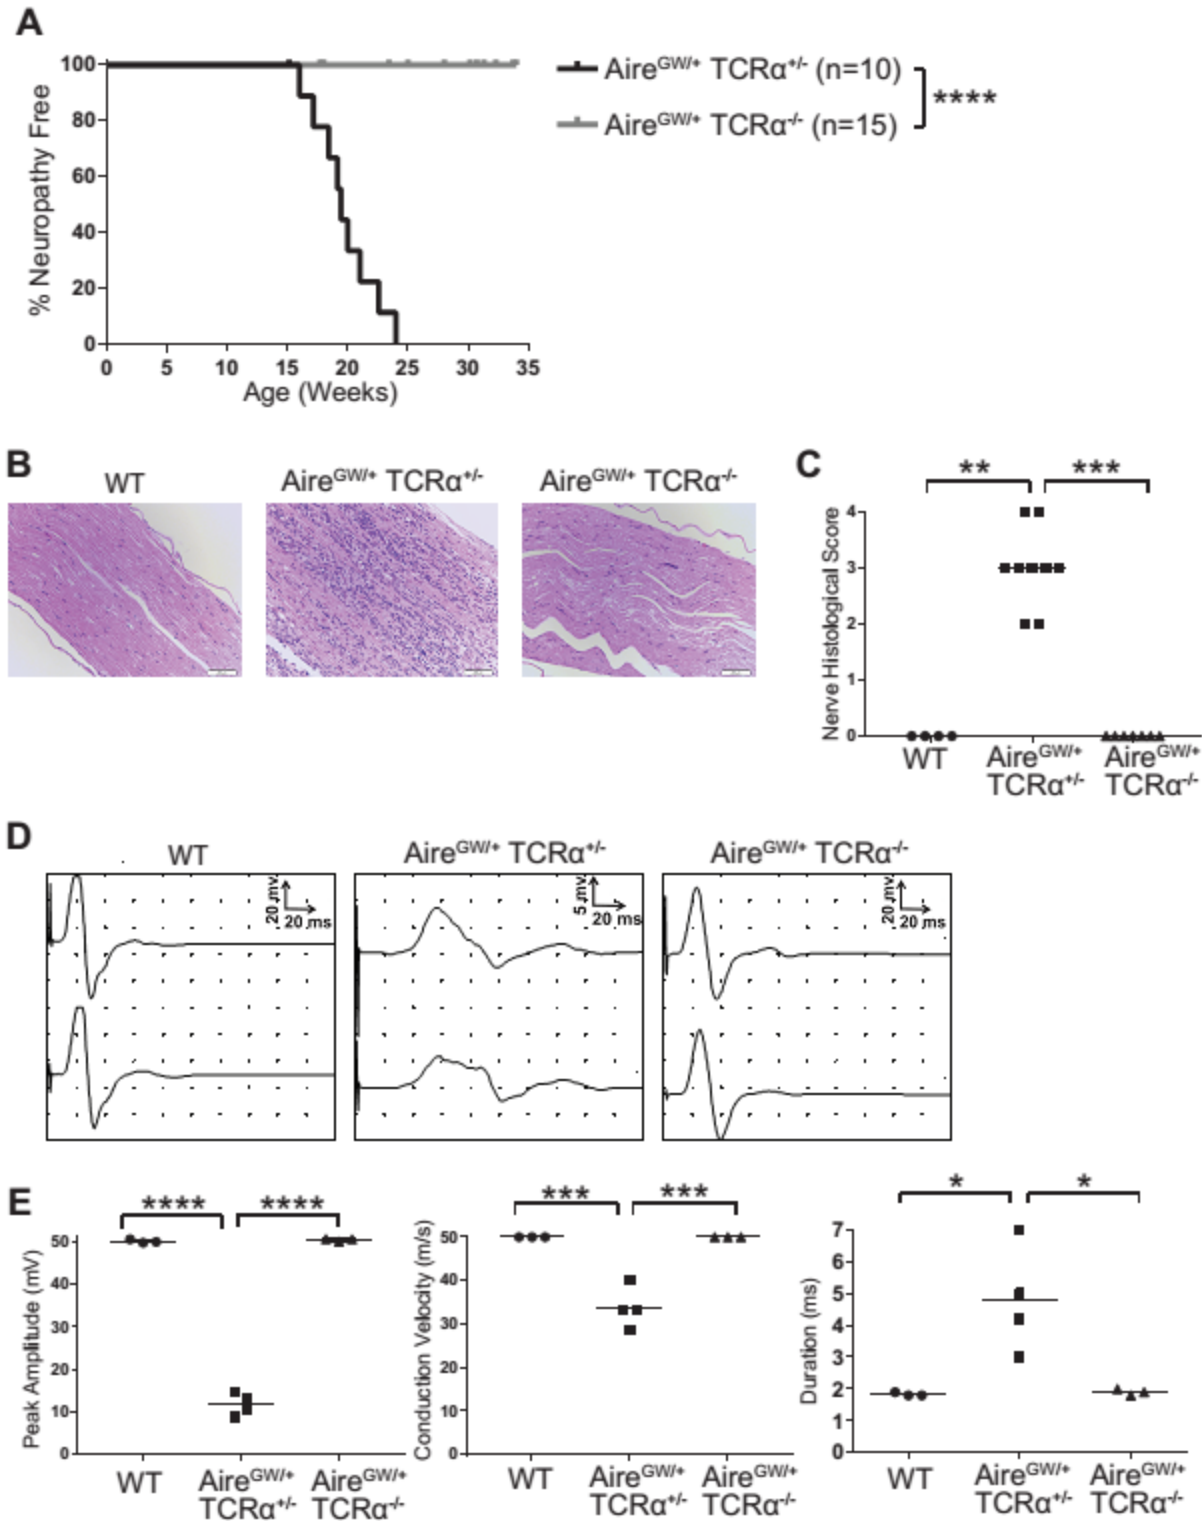 A
% Neuropathy Free
100
80
60
40
20
0
0 5 10 15 20 25 30 35
Age (Weeks)
Aire^GW/+ TCRα^+/- (n=10)
Aire^GW/+ TCRα^-/- (n=15)
****
B
WT
Aire^GW/+ TCRα^+/-
Aire^GW/+ TCRα^-/-
C
** ***
Nerve Histological Score
4
3
2
1
0
WT
Aire^GW/+
TCRα^+/-
Aire^GW/+
TCRα^-/-
D
WT
20 mv
20 ms
Aire^GW/+ TCRα^+/-
5 mv
20 ms
Aire^GW/+ TCRα^-/-
20 mv
20 ms
E
**** ****
Peak Amplitude (mV)
50
40
30
20
10
0
WT
Aire^GW/+
TCRα^+/-
Aire^GW/+
TCRα^-/-
*** ***
Conduction Velocity (m/s)
50
40
30
20
10
0
WT
Aire^GW/+
TCRα^+/-
Aire^GW/+
TCRα^-/-
* *
Duration (ms)
7
6
5
4
3
2
1
0
WT
Aire^GW/+
TCRα^+/-
Aire^GW/+
TCRα^-/-